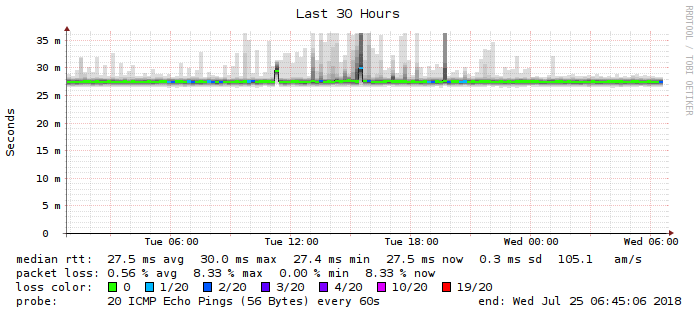 Last 30 Hours
RRDTOOL / TOBI OETIKER
Seconds
35 m
30 m
25 m
20 m
15 m
10 m
5 m
0
Tue 06:00 Tue 12:00 Tue 18:00 Wed 00:00 Wed 06:00
median rtt: 27.5 ms avg 30.0 ms max 27.4 ms min 27.5 ms now 0.3 ms sd 105.1 am/s
packet loss: 0.56 % avg 8.33 % max 0.00 % min 8.33 % now
loss color: 0 1/20 2/20 3/20 4/20 10/20 19/20
probe: 20 ICMP Echo Pings (56 Bytes) every 60s end: Wed Jul 25 06:45:06 2018